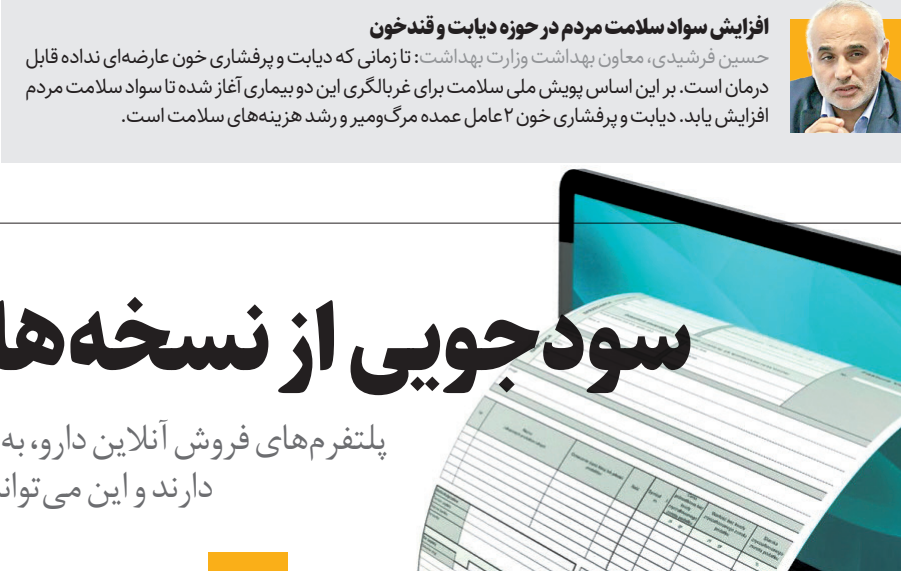 افزایش سواد سلامت مردم در حوزه دیابت و قندخون
حسین فرشیدی، معاون بهداشت وزارت بهداشت: تا زمانی که دیابت و پرفشاری خون عارضه‌ای نداده قابل
درمان است. بر این اساس پویش ملی سلامت برای غربالگری این دو بیماری آغاز شده تا سواد سلامت مردم
افزایش یابد. دیابت و پرفشاری خون ۲عامل عمده مرگ‌ومیر و رشد هزینه‌های سلامت است.
سودجویی از نسخه‌ها
پلتفرم‌های فروش آنلاین دارو، به
دارند و این می‌تواند